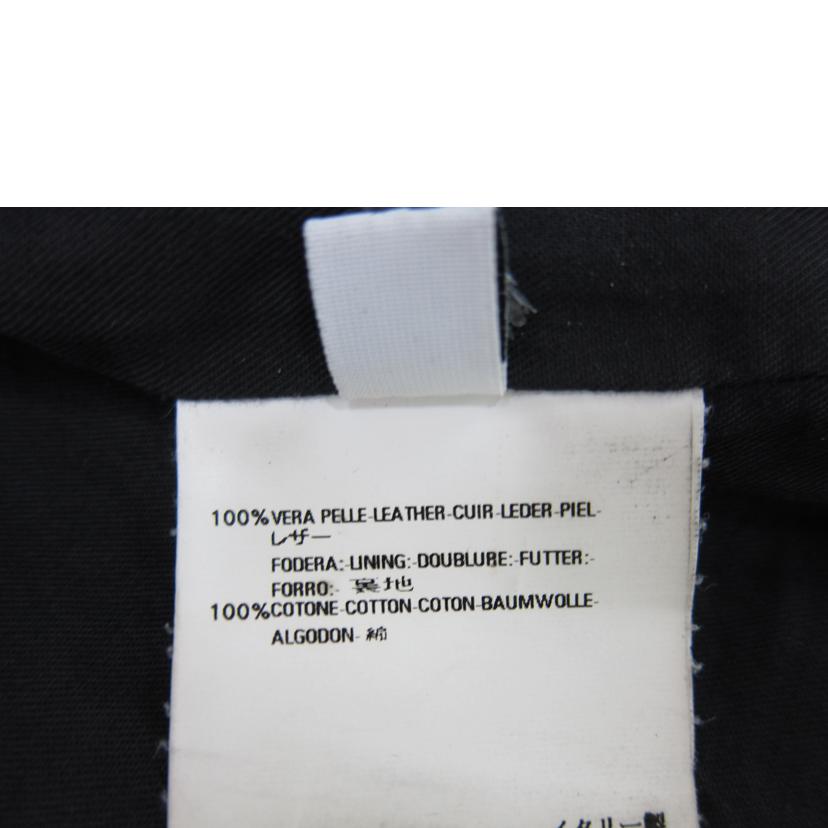 100% VERA PELLE-LEATHER-CUIR-LEDER-PIEL-
レザー
FODERA:-LINING:-DOUBLURE:-FUTTER:-
FORRO:- 裏地
100% COTONE-COTTON-COTON-BAUMWOLLE-
ALGODON- 綿
イタリー製